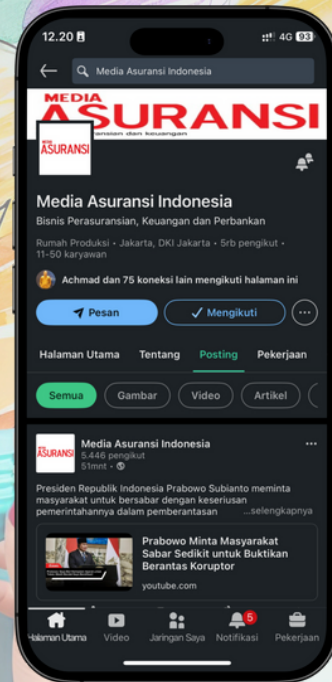 12.20
4G 93
Media Asuransi Indonesia
MEDIA
ASURANSI
MEDIA
ASURANSI
Media Asuransi Indonesia
Bisnis Perasuransian, Keuangan dan Perbankan
Rumah Produksi • Jakarta, DKI Jakarta • 5rb pengikut •
11-50 karyawan
Achmad dan 75 koneksi lain mengikuti halaman ini
Pesan
Mengikuti
Halaman Utama Tentang Posting Pekerjaan
Semua Gambar Video Artikel
ASURANSI
Media Asuransi Indonesia
5.446 pengikut
51mnt •
Presiden Republik Indonesia Prabowo Subianto meminta
masyarakat untuk bersabar dengan keseriusan
pemerintahannya dalam pemberantasan ...selengkapnya
Prabowo Minta Masyarakat
Sabar Sedikit untuk Buktikan
Berantas Koruptor
youtube.com
5
Halaman Utama Video Jaringan Saya Notifikasi Pekerjaan